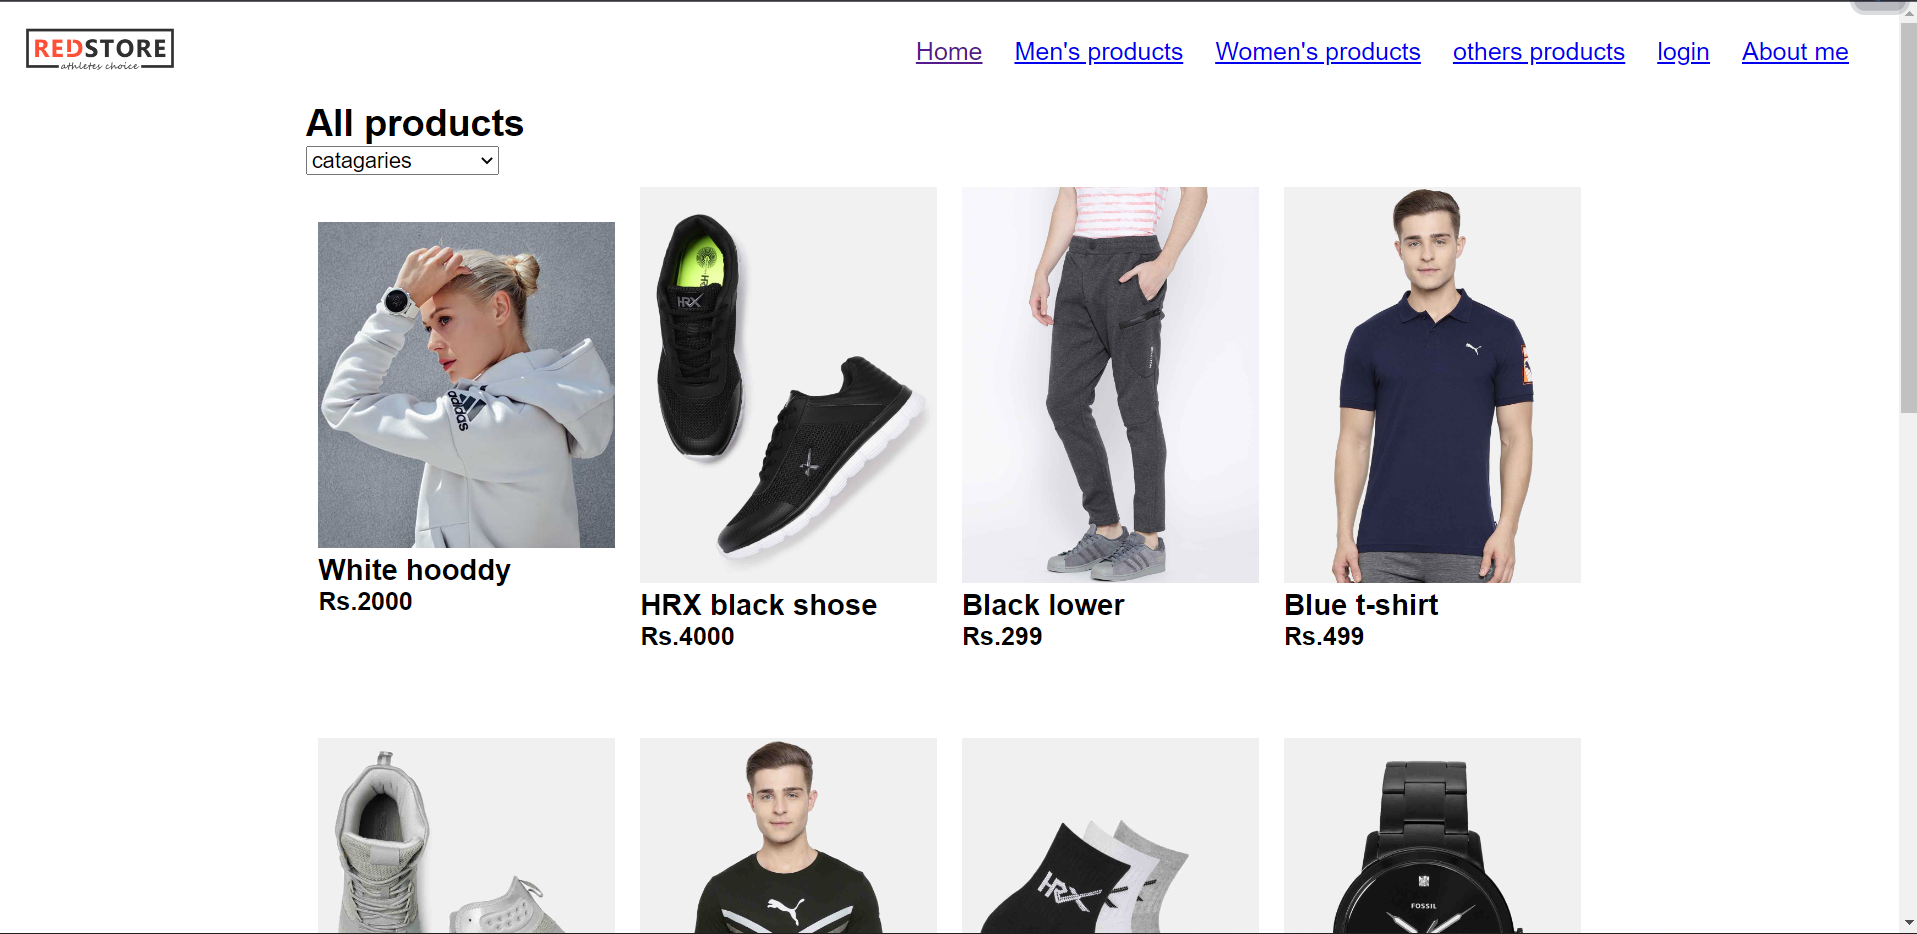 REDSTORE
athletes choice
Home Men's products Women's products others products login About me
All products
catagaries
adidas
HRX
HRX
White hooddy
Rs.2000
HRX black shose
Rs.4000
Black lower
Rs.299
Blue t-shirt
Rs.499
HRX
FOSSIL